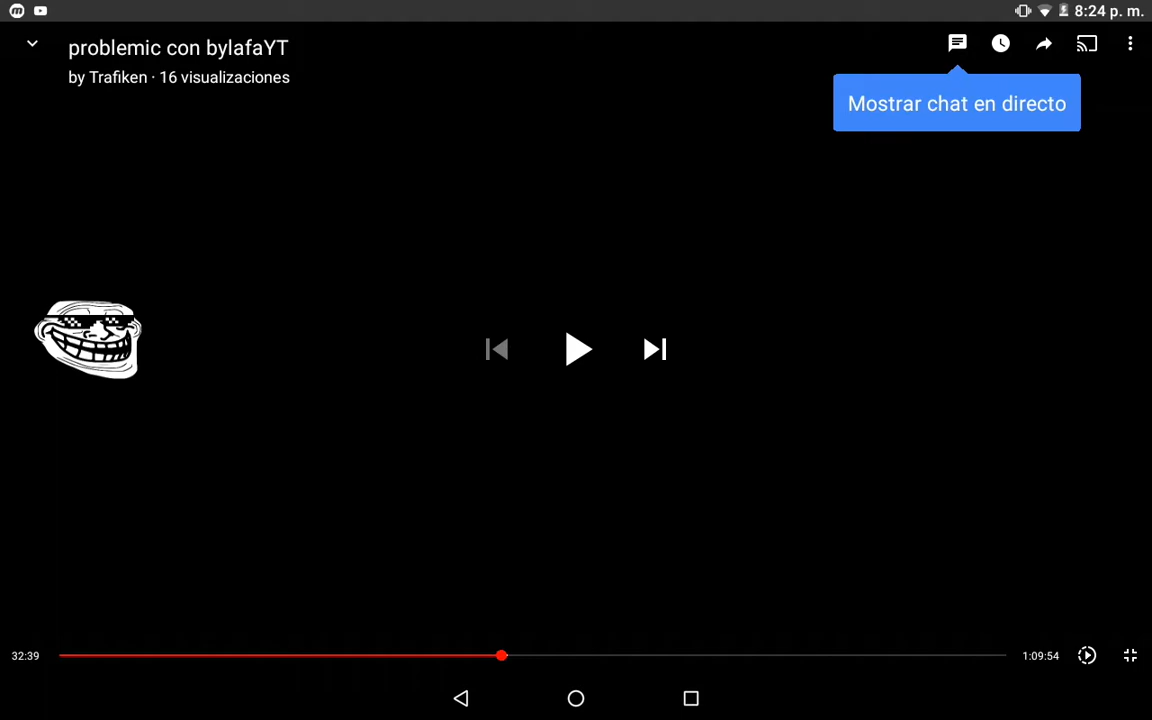 8:24 p. m.
problemic con bylafaYT
by Trafiken · 16 visualizaciones
Mostrar chat en directo
32:39
1:09:54